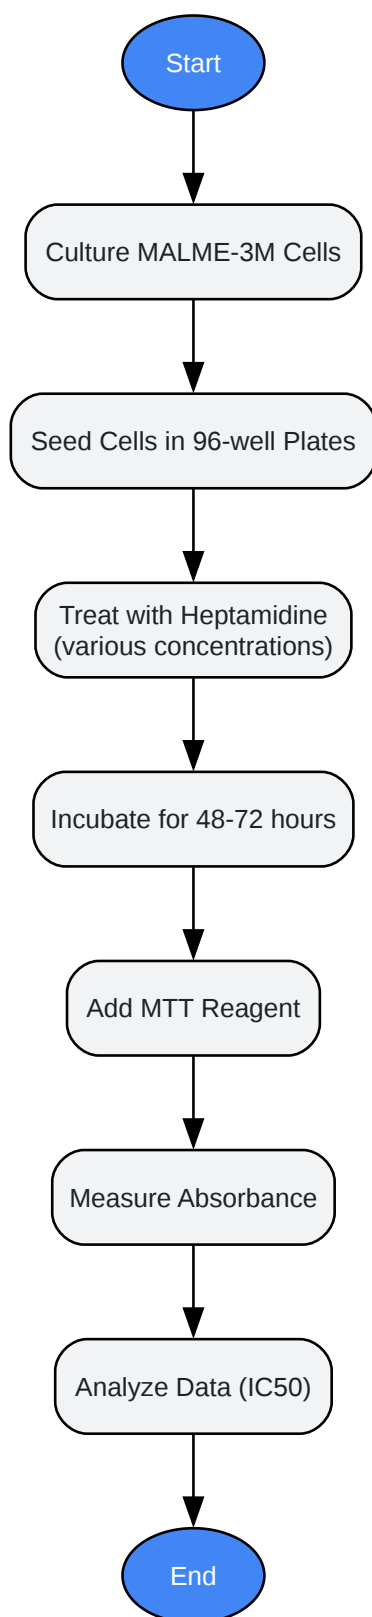 Start
Culture MALME-3M Cells
Seed Cells in 96-well Plates
Treat with Heptamidine
(various concentrations)
Incubate for 48-72 hours
Add MTT Reagent
Measure Absorbance
Analyze Data (IC50)
End